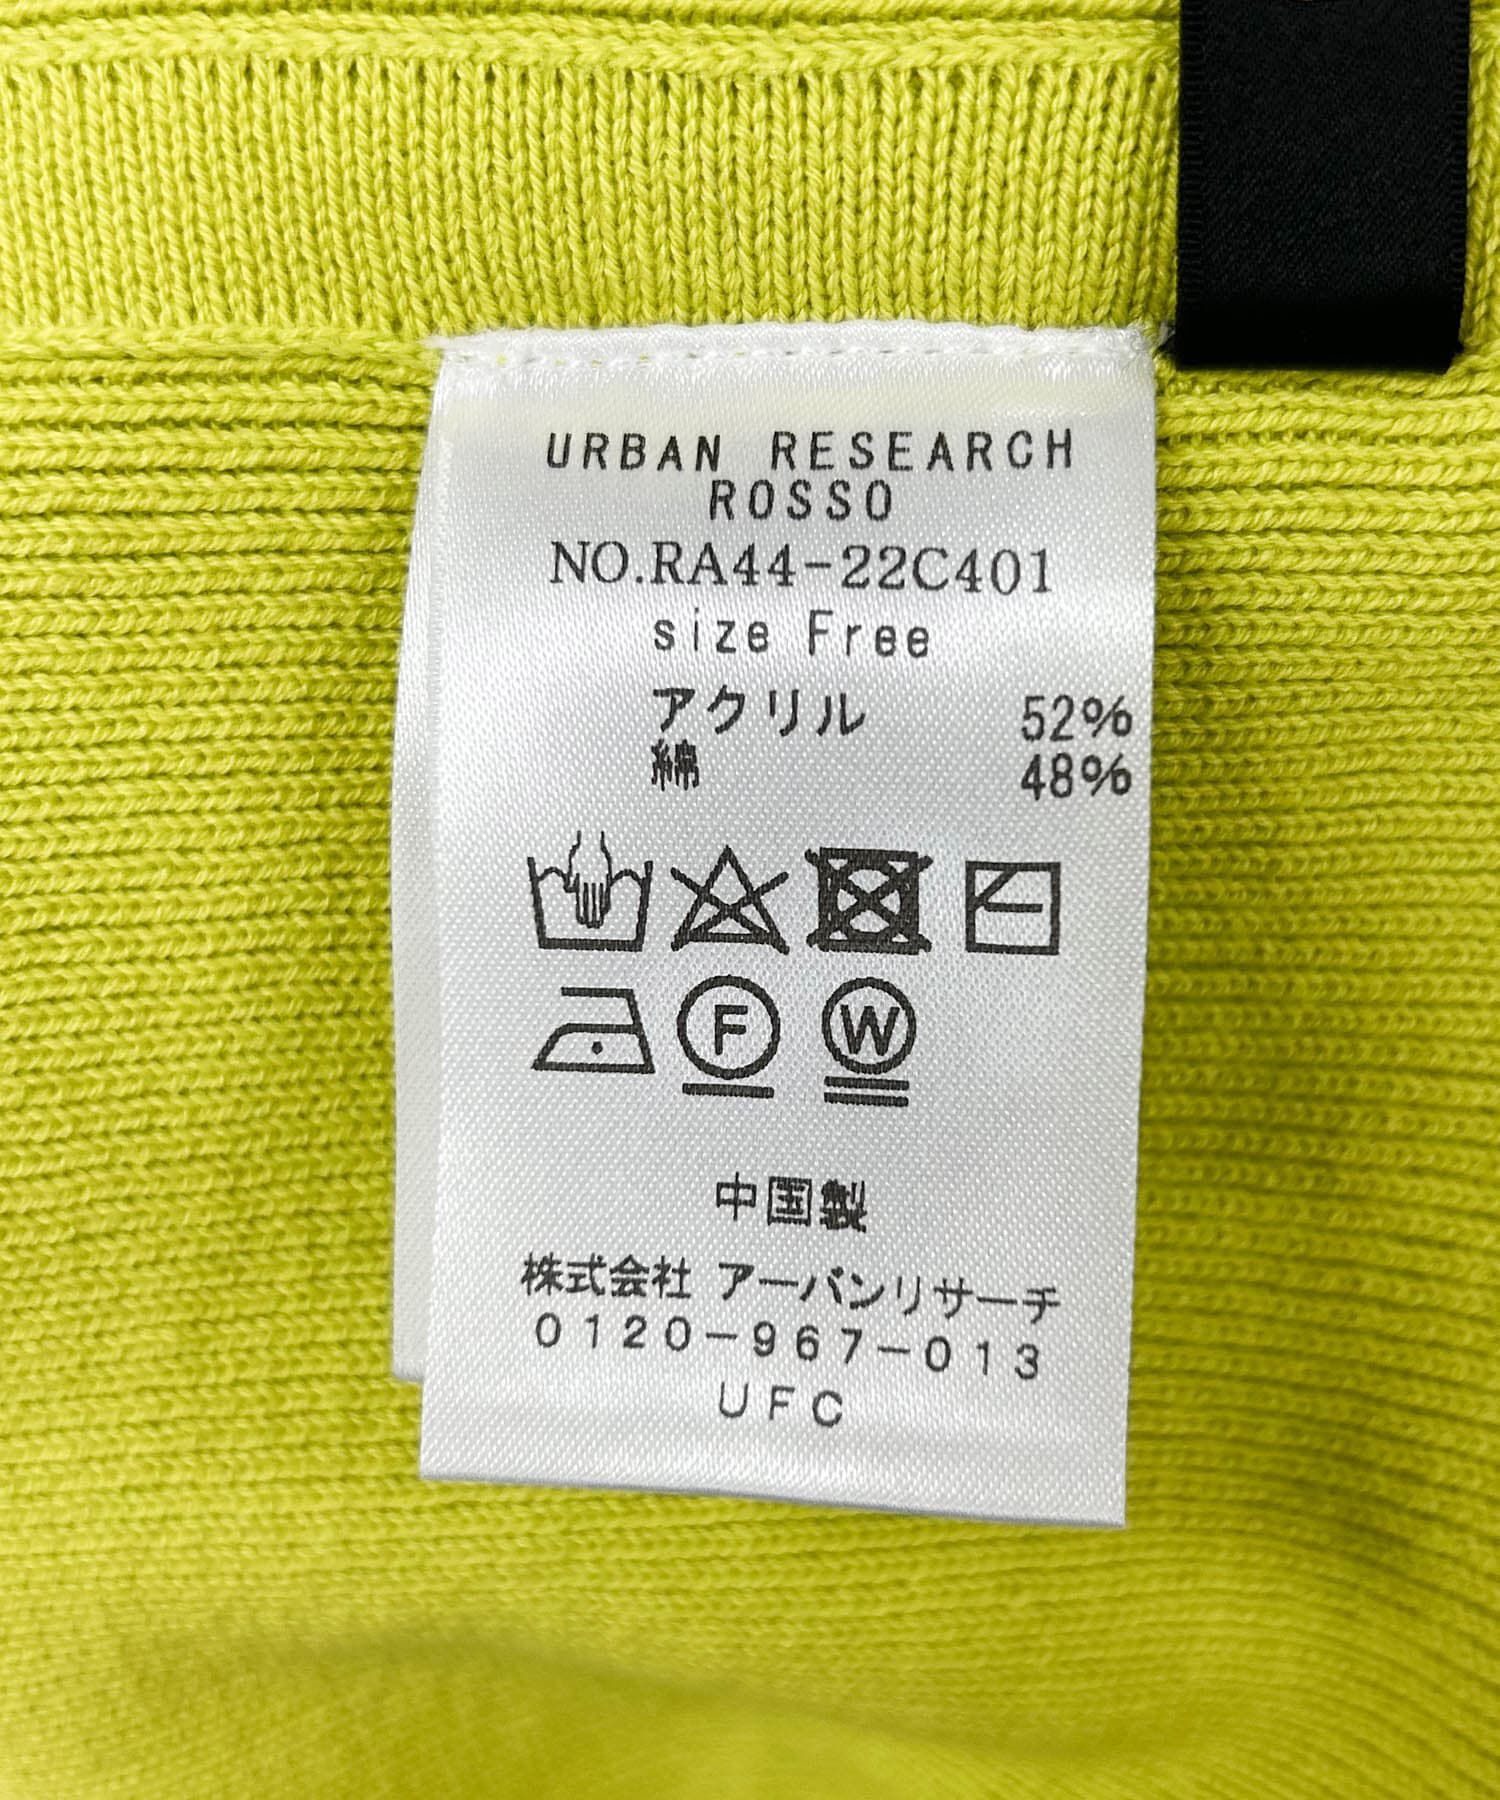 URBAN RESEARCH
ROSSO
NO.RA44-22C401
size Free
アクリル 52%
綿 48%
F W
中国製
株式会社 アーバンリサーチ
0120-967-013
UFC